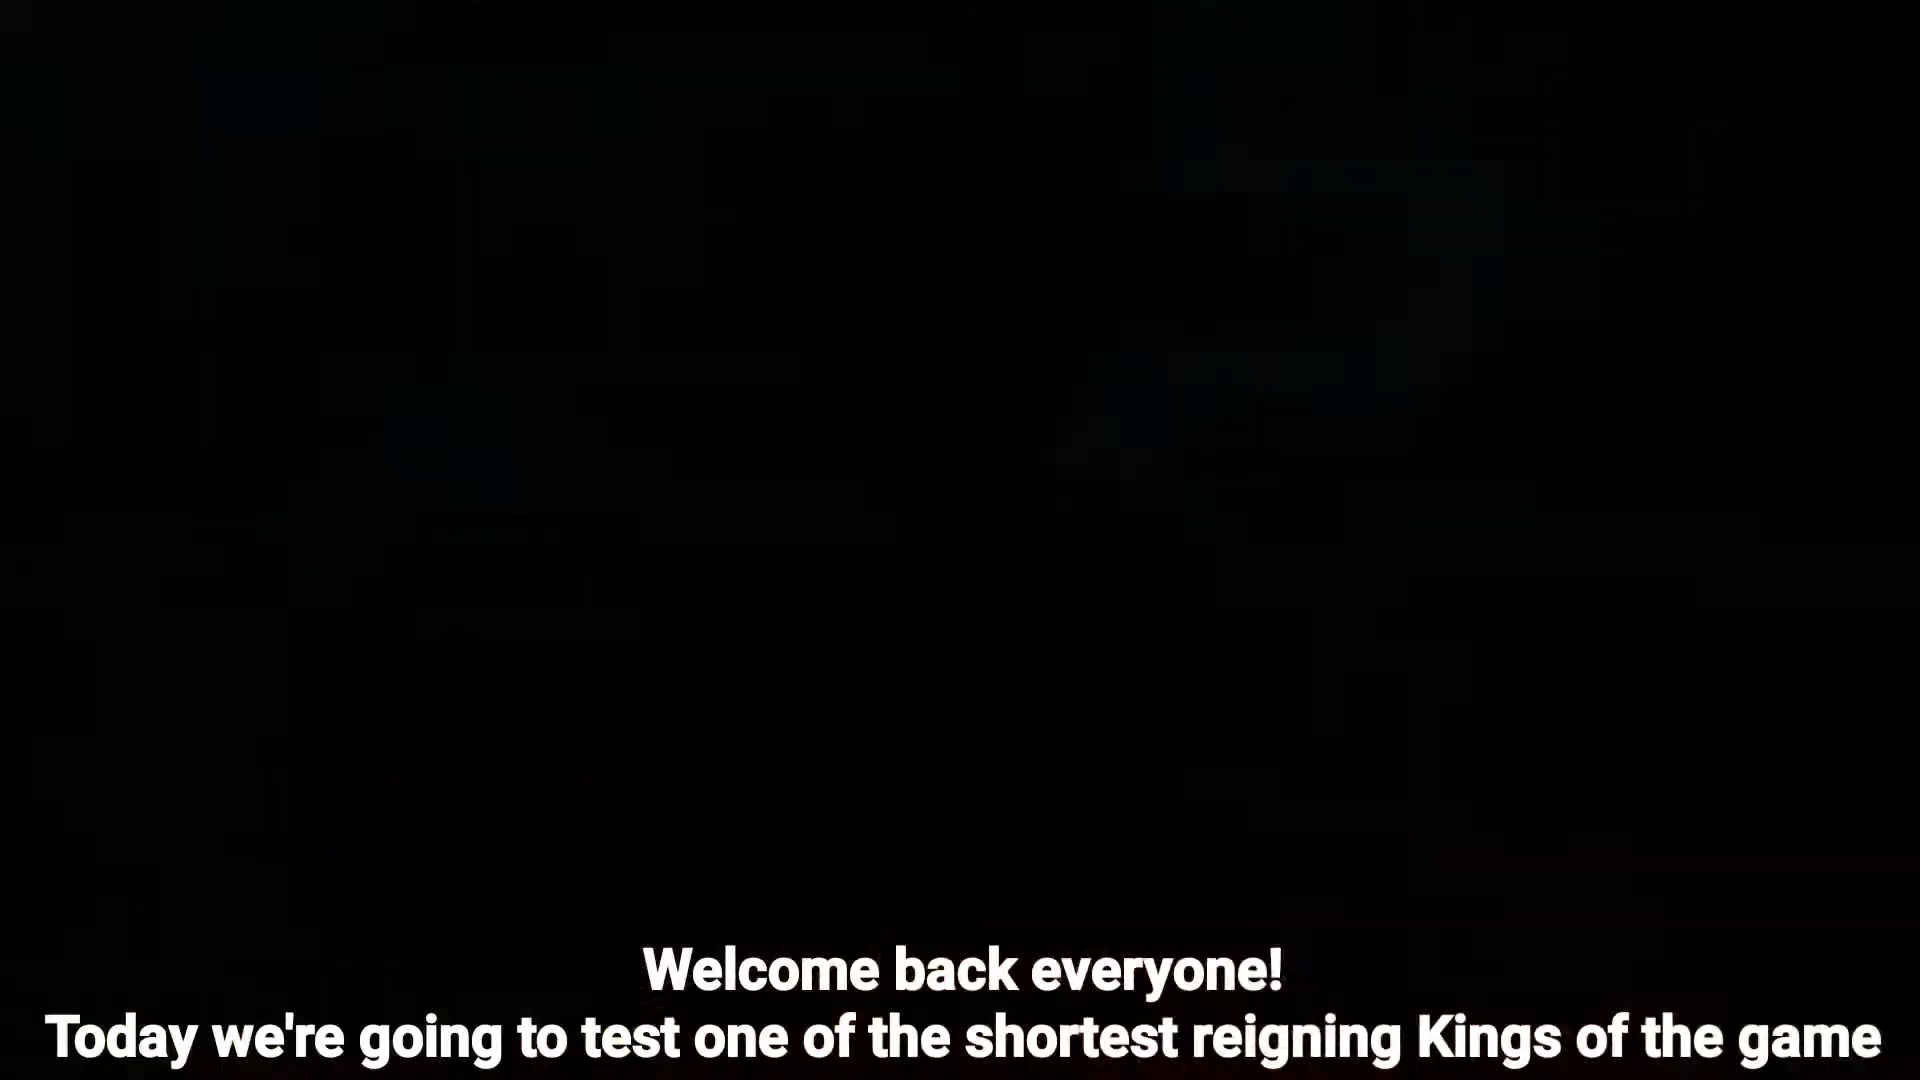 Welcome back everyone!
Today we're going to test one of the shortest reigning Kings of the game